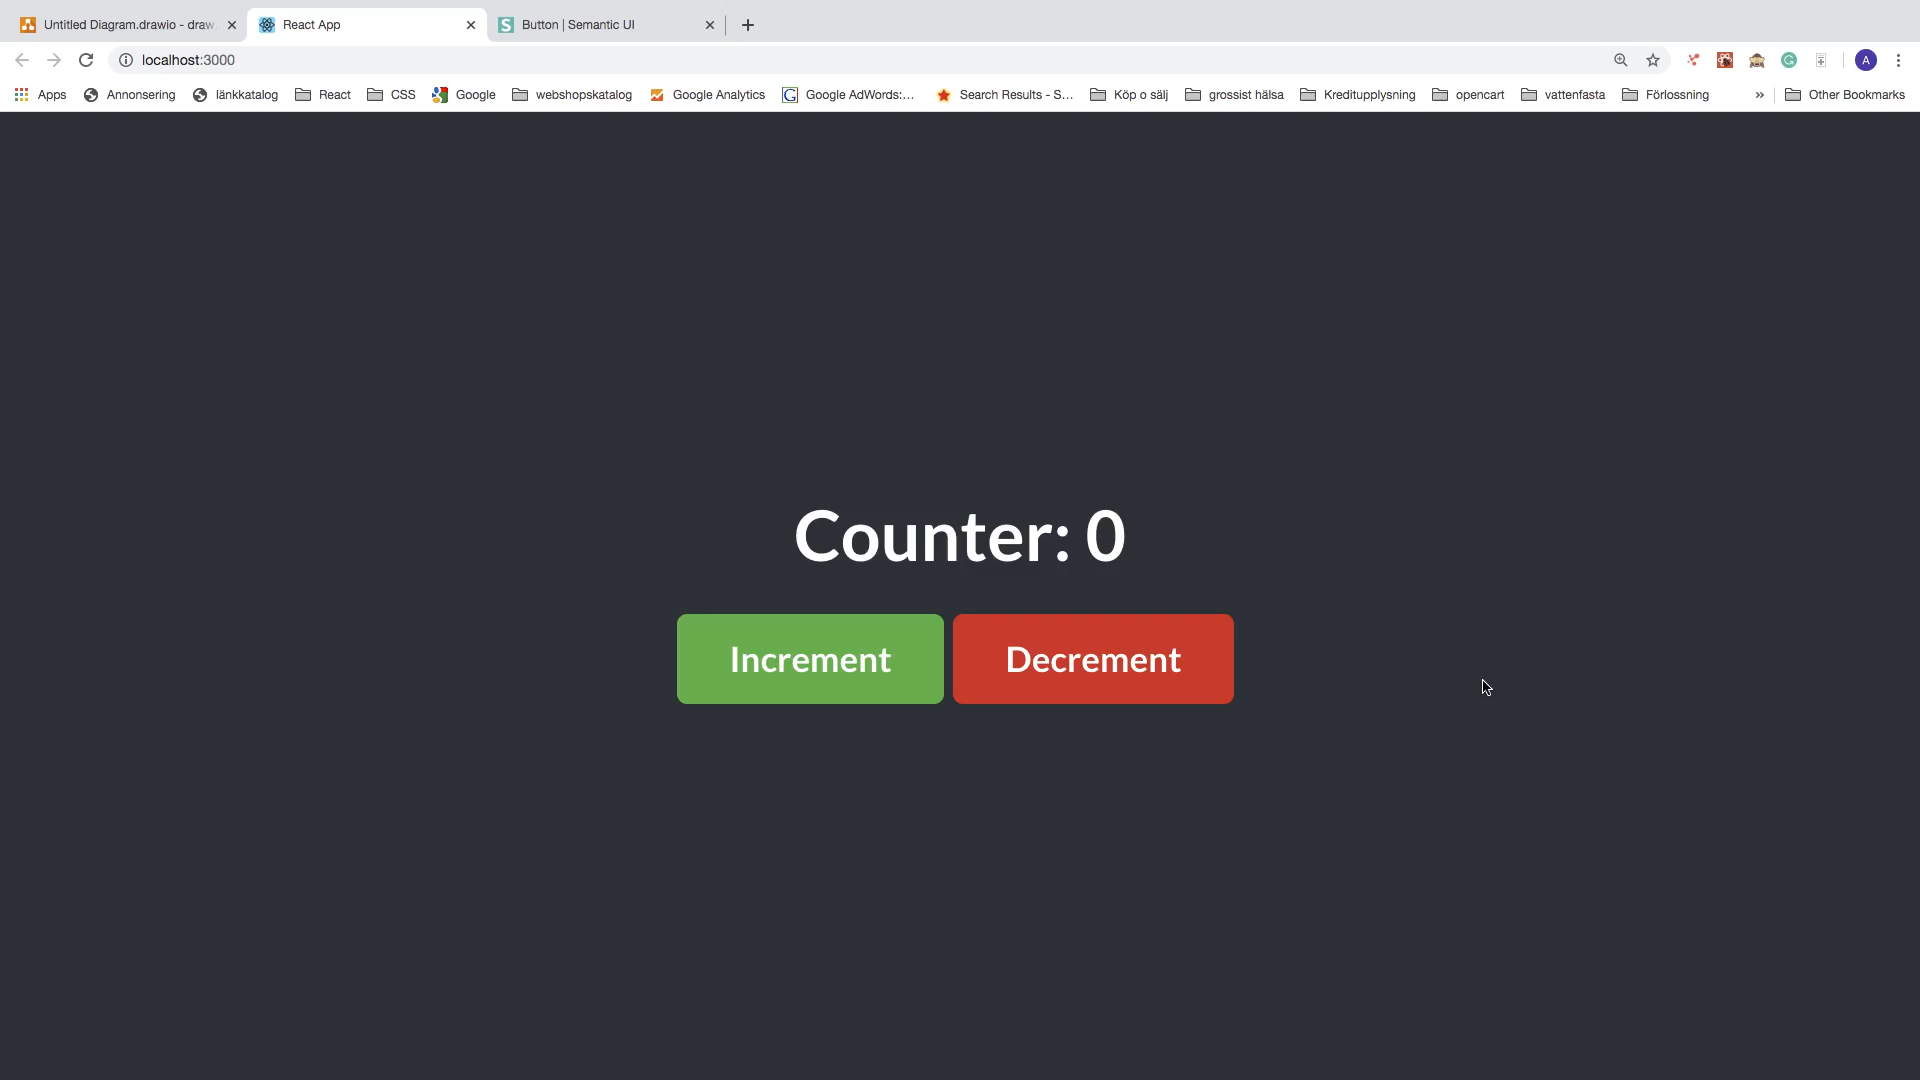 Untitled Diagram.drawio - draw
React App
Button | Semantic UI
localhost:3000
A
Apps Annonsering länkkatalog React CSS Google webshopskatalog Google Analytics Google AdWords:... Search Results - S... Köp o sälj grossist hälsa Kreditupplysning opencart vattenfasta Förlossning » Other Bookmarks
Counter: 0
Increment Decrement